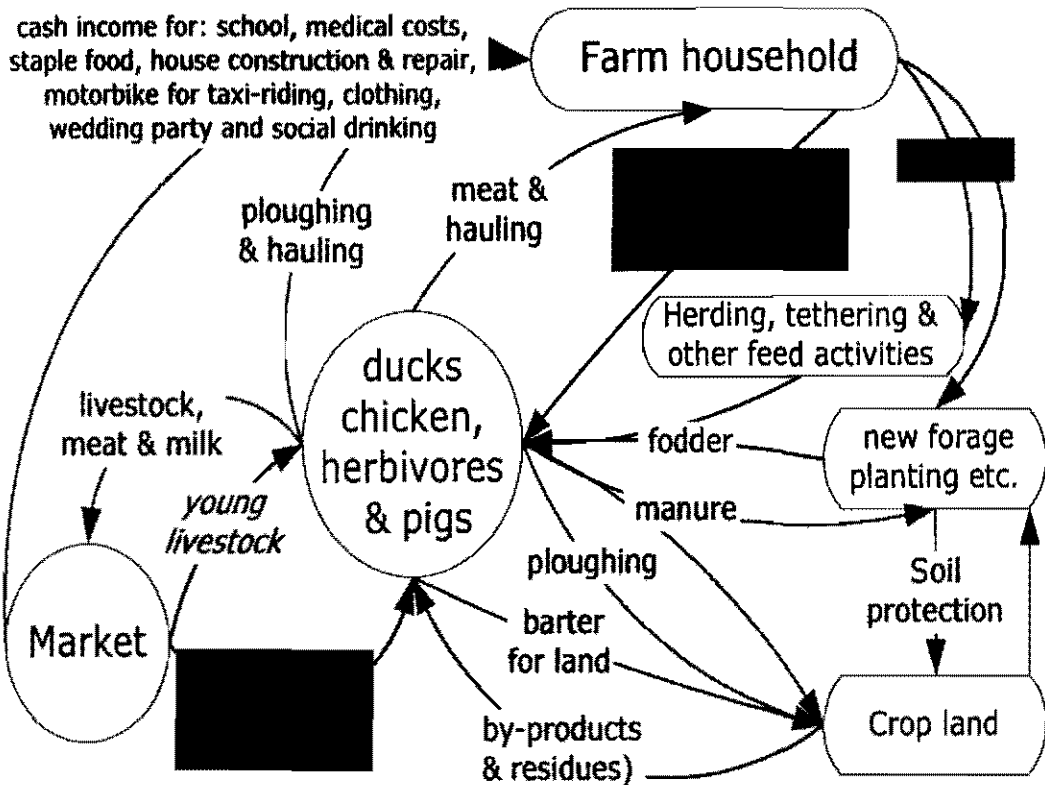 cash income for: school, medical costs,
staple food, house construction & repair,
motorbike for taxi-riding, clothing,
wedding party and social drinking
Farm household
ploughing
& hauling
meat &
hauling
Herding, tethering &
other feed activities
ducks
chicken,
herbivores
& pigs
livestock,
meat & milk
young
livestock
fodder
new forage
planting etc.
manure
ploughing
Soil
protection
barter
for land
Market
by-products
& residues)
Crop land